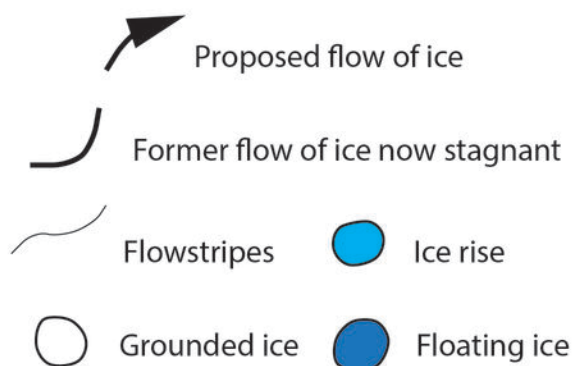 Proposed flow of ice
Former flow of ice now stagnant
Flowstripes
Ice rise
Grounded ice
Floating ice